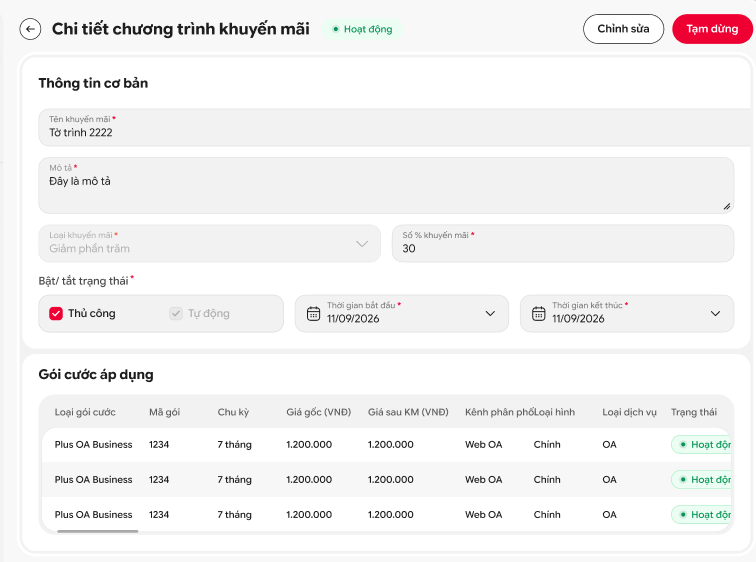 Chi tiết chương trình khuyến mãi
Hoạt động
Chỉnh sửa
Tạm dừng
Thông tin cơ bản
Tên khuyến mãi *
Tờ trình 2222
Mô tả *
Đây là mô tả
Loại khuyến mãi *
Giảm phần trăm
Số % khuyến mãi *
30
Bật/ tắt trạng thái *
Thủ công
Tự động
Thời gian bắt đầu *
11/09/2026
Thời gian kết thúc *
11/09/2026
Gói cước áp dụng
Loại gói cước Mã gói Chu kỳ Giá gốc (VNĐ) Giá sau KM (VNĐ) Kênh phân phối Loại hình Loại dịch vụ Trạng thái
Plus OA Business 1234 7 tháng 1.200.000 1.200.000 Web OA Chính OA Hoạt độn
Plus OA Business 1234 7 tháng 1.200.000 1.200.000 Web OA Chính OA Hoạt độn
Plus OA Business 1234 7 tháng 1.200.000 1.200.000 Web OA Chính OA Hoạt độn